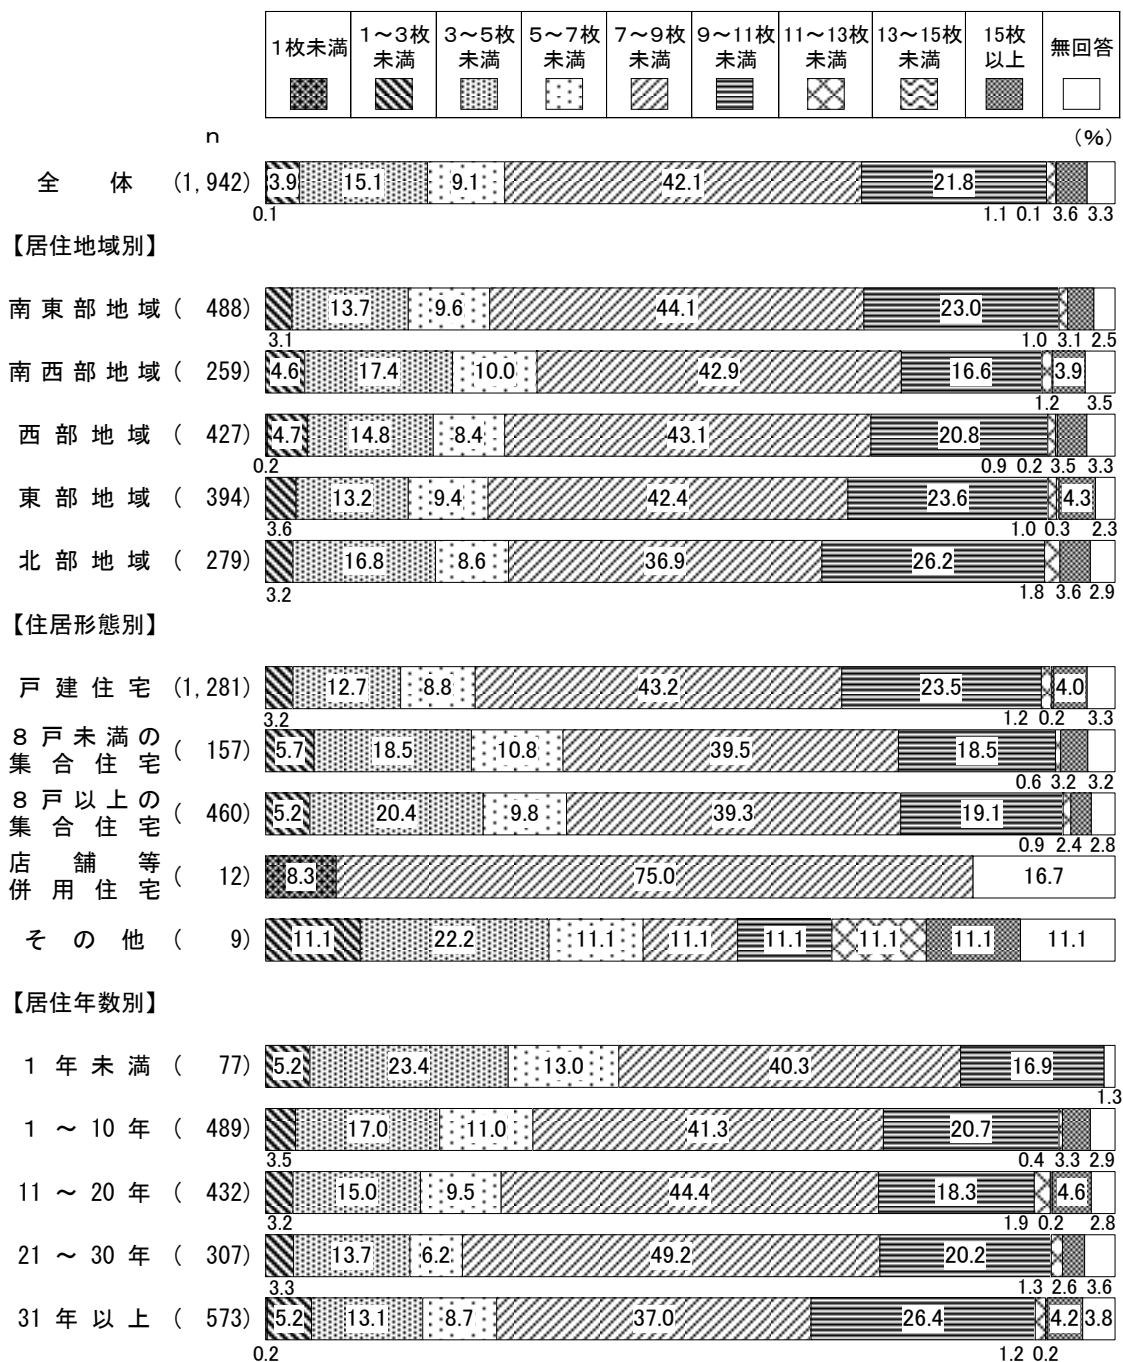 1枚未満 1～3枚未満 3～5枚未満 5～7枚未満 7～9枚未満 9～11枚未満 11～13枚未満 13～15枚未満 15枚以上 無回答
n (%)
全体 (1,942) 3.9 15.1 9.1 42.1 21.8
0.1 1.1 0.1 3.6 3.3
【居住地域別】
南東部地域 ( 488) 13.7 9.6 44.1 23.0
3.1 1.0 3.1 2.5
南西部地域 ( 259) 4.6 17.4 10.0 42.9 16.6 3.9
1.2 3.5
西部地域 ( 427) 4.7 14.8 8.4 43.1 20.8
0.2 0.9 0.2 3.5 3.3
東部地域 ( 394) 13.2 9.4 42.4 23.6 4.3
3.6 1.0 0.3 2.3
北部地域 ( 279) 16.8 8.6 36.9 26.2
3.2 1.8 3.6 2.9
【住居形態別】
戸建住宅 (1,281) 12.7 8.8 43.2 23.5 4.0
3.2 1.2 0.2 3.3
8戸未満の
集合住宅 ( 157) 5.7 18.5 10.8 39.5 18.5
0.6 3.2 3.2
8戸以上の
集合住宅 ( 460) 5.2 20.4 9.8 39.3 19.1
0.9 2.4 2.8
店舗等
併用住宅 ( 12) 8.3 75.0 16.7
その他 ( 9) 11.1 22.2 11.1 11.1 11.1 11.1 11.1 11.1
【居住年数別】
1年未満 ( 77) 5.2 23.4 13.0 40.3 16.9
1.3
1～10年 ( 489) 17.0 11.0 41.3 20.7
3.5 0.4 3.3 2.9
11～20年 ( 432) 15.0 9.5 44.4 18.3 4.6
3.2 1.9 0.2 2.8
21～30年 ( 307) 13.7 6.2 49.2 20.2
3.3 1.3 2.6 3.6
31年以上 ( 573) 5.2 13.1 8.7 37.0 26.4 4.2 3.8
0.2 1.2 0.2